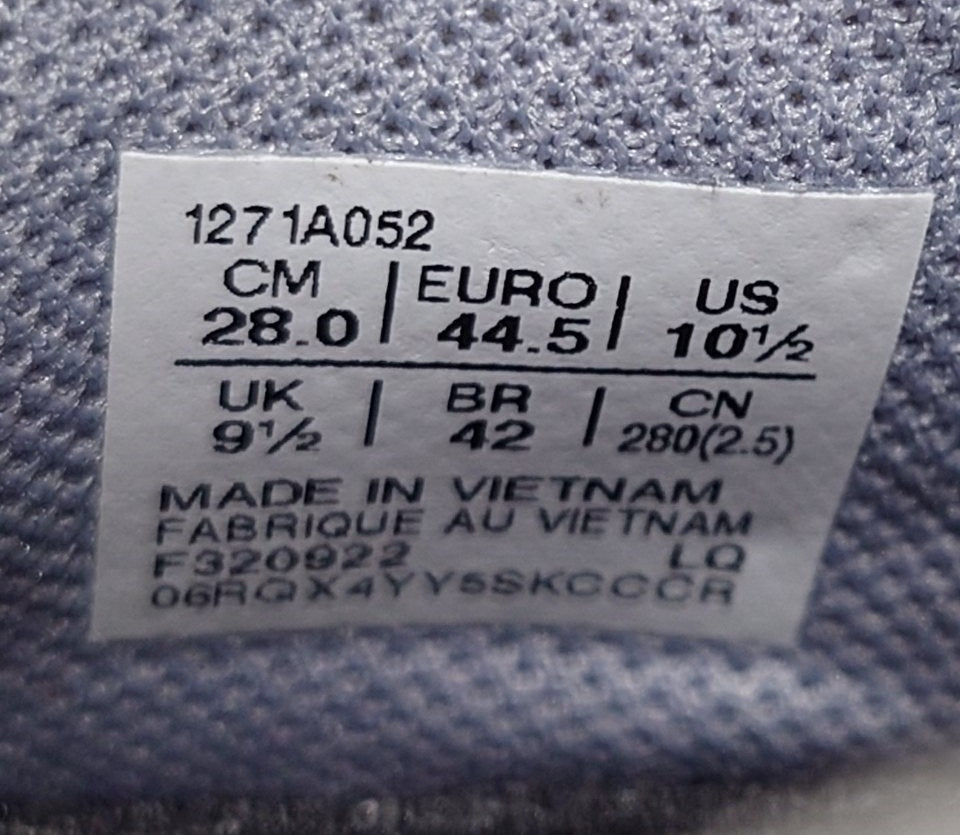 1271A052
CM | EURO | US
28.0 | 44.5 | 10½
UK | BR | CN
9½ | 42 | 280(2.5)
MADE IN VIETNAM
FABRIQUE AU VIETNAM
F320922 LQ
06RQX4YY5SKCCCR